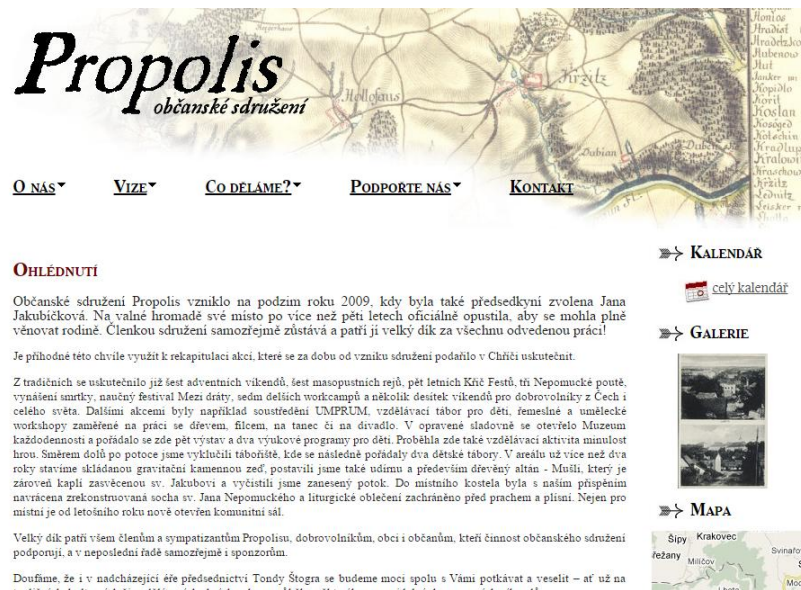 Propolis
občanské sdružení
Hollofaus
Krzitz
Dubian
O nás
Vize
Co děláme?
Podpořte nás
Kontakt
Ohlédnutí
Občanské sdružení Propolis vzniklo na podzim roku 2009, kdy byla také předsedkyní zvolena Jana
Jakubíčková. Na valné hromadě své místo po více než pěti letech oficiálně opustila, aby se mohla plně
věnovat rodině. Členkou sdružení samozřejmě zůstává a patří jí velký dík za všechnu odvedenou práci!
Je příhodné této chvíle využít k rekapitulaci akcí, které se za dobu od vzniku sdružení podařilo v Chříči uskutečnit.
Z tradičních se uskutečnilo již šest adventních víkendů, šest masopustních rejů, pět letních Křič Festů, tři Nepomucké poutě,
vynášení smrtky, naučný festival Mezi dráty, sedm delších workcampů a několik desítek víkendů pro dobrovolníky z Čech i
celého světa. Dalšími akcemi byly například soustředění UMPRUM, vzdělávací tábor pro děti, řemeslné a umělecké
workshopy zaměřené na práci se dřevem, filcem, na tanec či na divadlo. V opravené sladovně se otevřelo Muzeum
každodennosti a pořádalo se zde pět výstav a dva výukové programy pro děti. Proběhla zde také vzdělávací aktivita minulost
hrou. Směrem dolů po potoce jsme vyklučili tábořiště, kde se následně pořádaly dva dětské tábory. V areálu už více než dva
roky stavíme skládanou gravitační kamennou zeď, postavili jsme také udírnu a především dřevěný altán - Mušli, který je
zároveň kaplí zasvěcenou sv. Jakubovi a vyčistili jsme zanesený potok. Do místního kostela byla s naším přispěním
navrácena zrekonstruovaná socha sv. Jana Nepomuckého a liturgické oblečení zachráněno před prachem a plísní. Nejen pro
místní je od letošního roku nově otevřen komunitní sál.
Velký dík patří všem členům a sympatizantům Propolisu, dobrovolníkům, obci i občanům, kteří činnost občanského sdružení
podporují, a v neposlední řadě samozřejmě i sponzorům.
Doufáme, že i v nadcházející éře předsednictví Tondy Štogra se budeme moci spolu s Vámi potkávat a veselit – ať už na
Kalendář
celý kalendář
Galerie
Mapa
Šípy
Krakovec
Milíčov